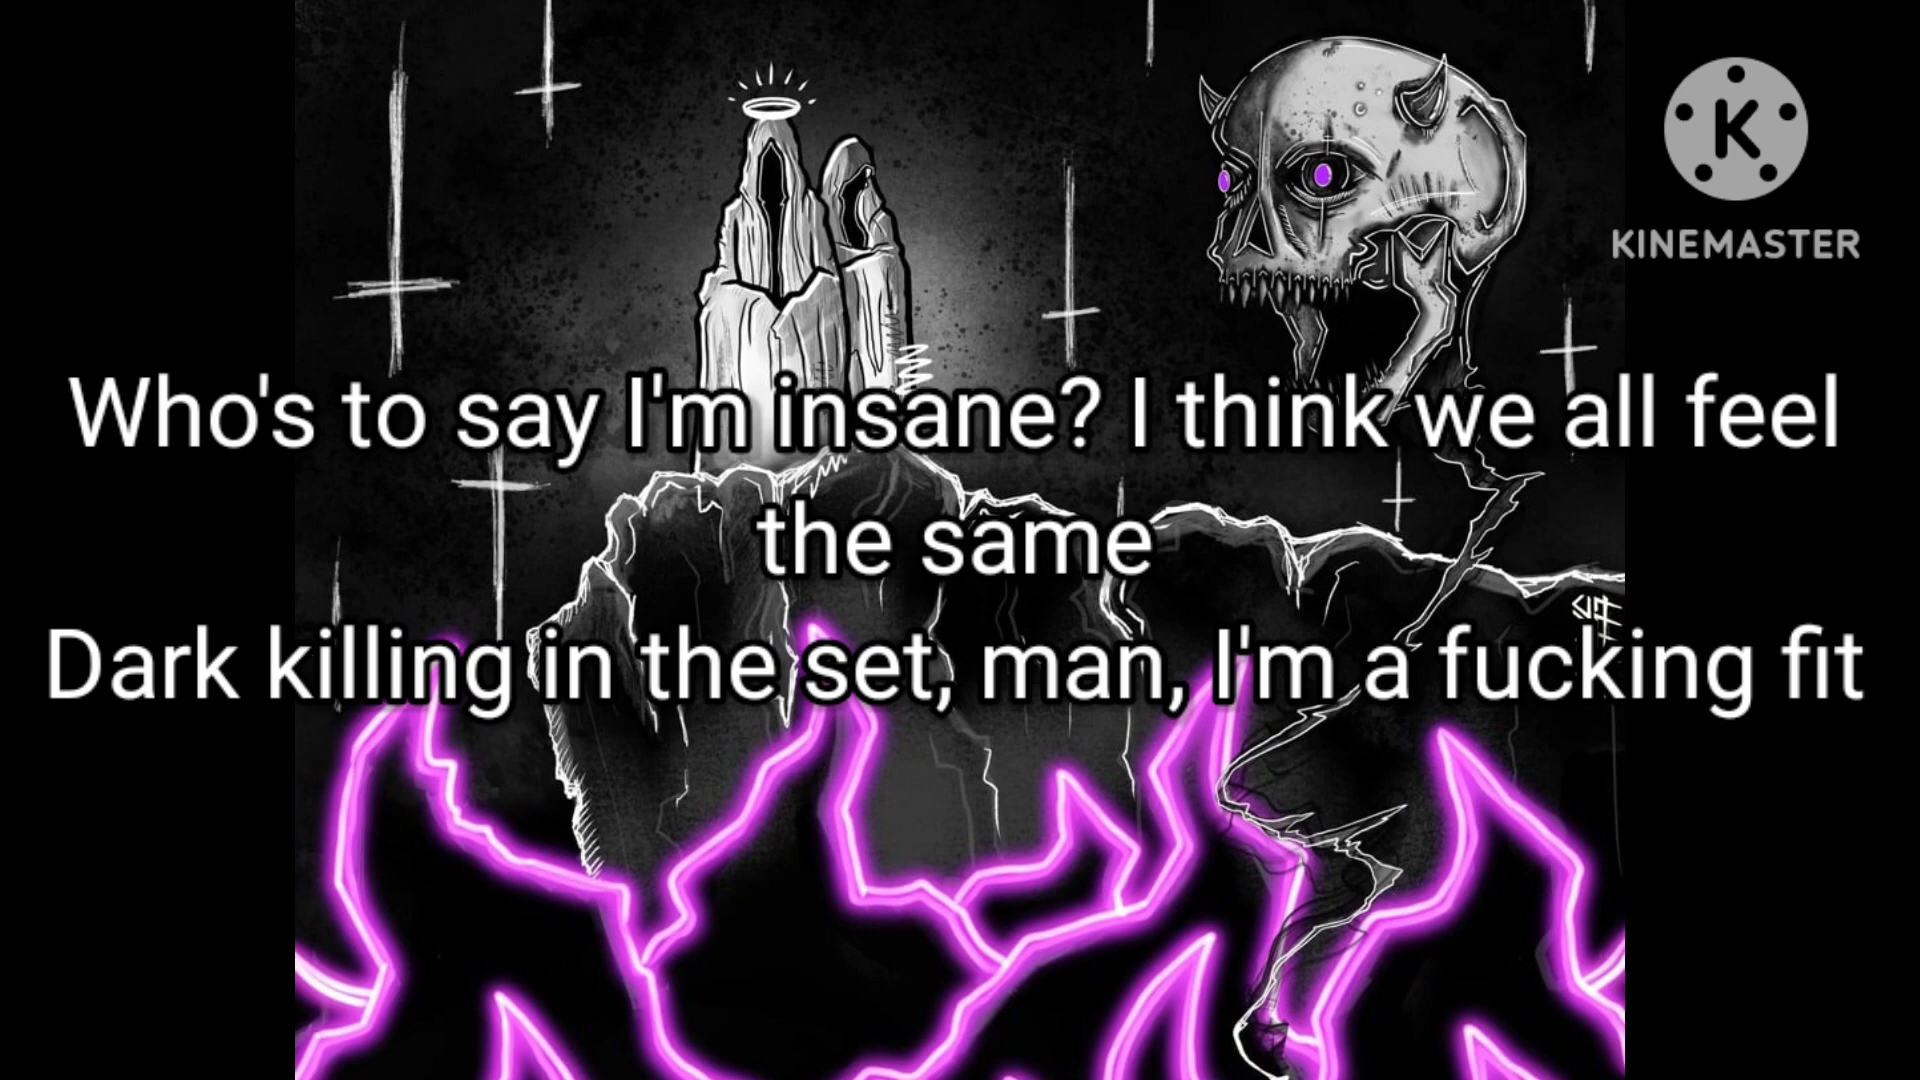 K
KINEMASTER
Who's to say I'm insane? I think we all feel
the same
Dark killing in the set, man, I'm a fucking fit